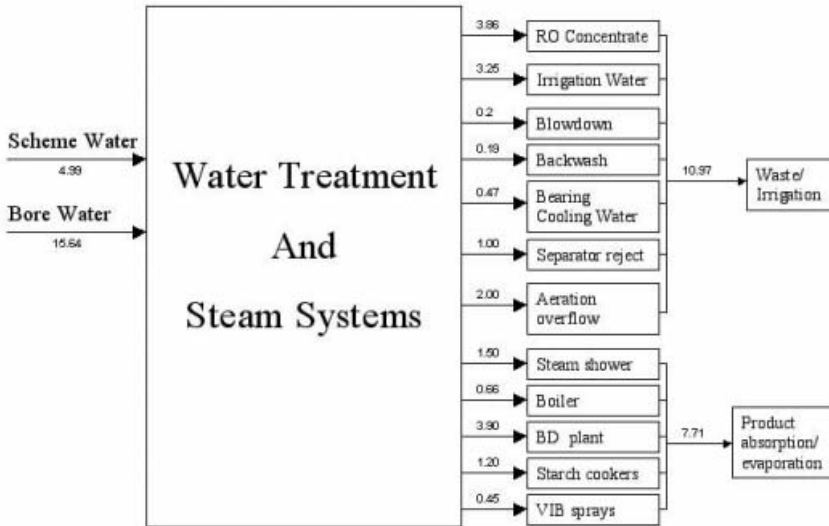 3.86
RO Concentrate
3.25
Irrigation Water
0.2
Blowdown
Scheme Water
4.99
0.19
Backwash
Water Treatment
And
Steam Systems
10.97
Waste/
Irrigation
Bore Water
15.64
0.47
Bearing
Cooling Water
1.00
Separator reject
2.00
Aeration
overflow
1.50
Steam shower
0.66
Boiler
3.90
BD plant
7.71
Product
absorption/
evaporation
1.20
Starch cookers
0.45
VIB sprays